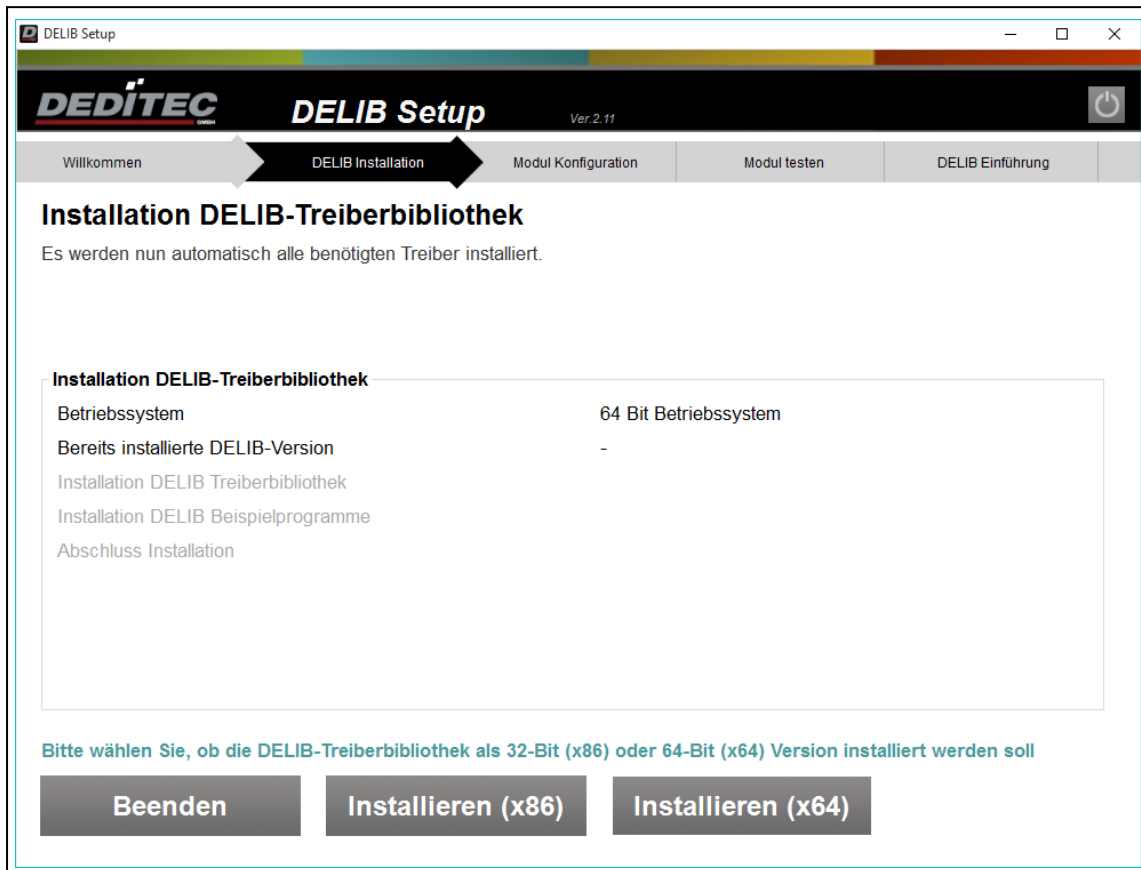 DELIB Setup
DEDITEC
GMBH
DELIB Setup Ver.2.11
Willkommen DELIB Installation Modul Konfiguration Modul testen DELIB Einführung
Installation DELIB-Treiberbibliothek
Es werden nun automatisch alle benötigten Treiber installiert.
Installation DELIB-Treiberbibliothek
Betriebssystem 64 Bit Betriebssystem
Bereits installierte DELIB-Version -
Installation DELIB Treiberbibliothek
Installation DELIB Beispielprogramme
Abschluss Installation
Bitte wählen Sie, ob die DELIB-Treiberbibliothek als 32-Bit (x86) oder 64-Bit (x64) Version installiert werden soll
Beenden Installieren (x86) Installieren (x64)